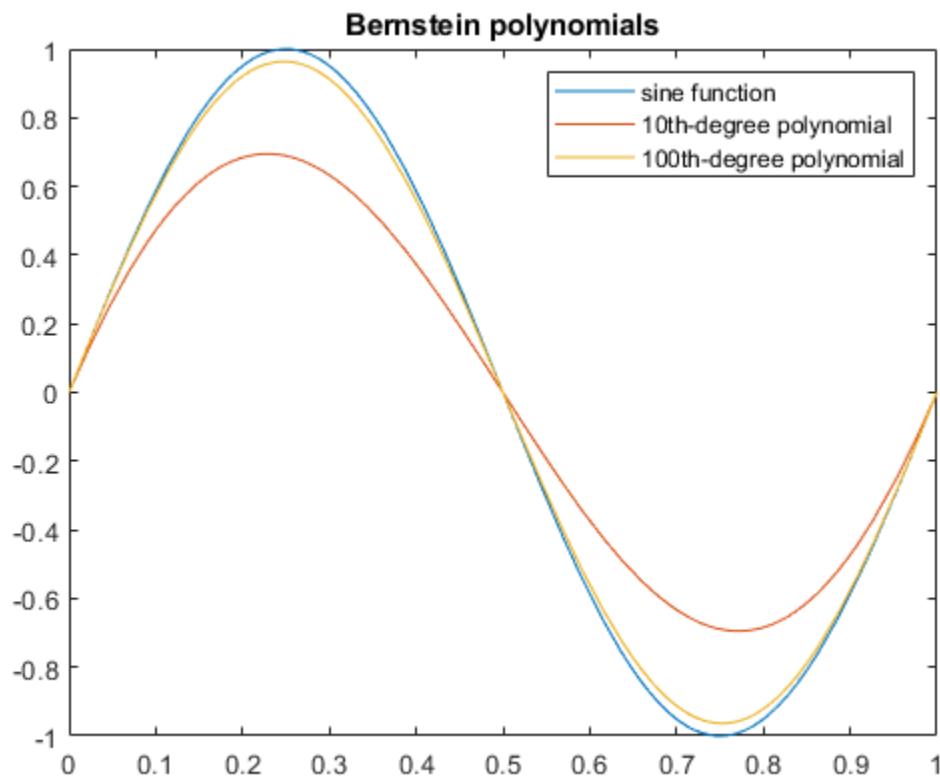 Bernstein polynomials
sine function
10th-degree polynomial
100th-degree polynomial
1
0.8
0.6
0.4
0.2
0
-0.2
-0.4
-0.6
-0.8
-1
0 0.1 0.2 0.3 0.4 0.5 0.6 0.7 0.8 0.9 1